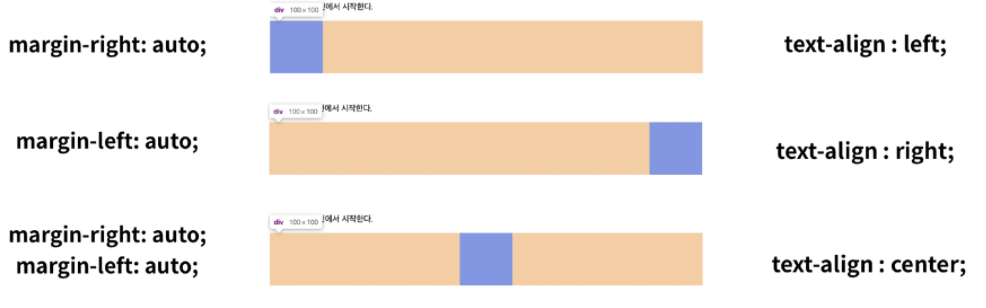 div 100×100 에서 시작한다.
margin-right: auto;
text-align : left;
div 100×100 에서 시작한다.
margin-left: auto;
text-align : right;
div 100×100 에서 시작한다.
margin-right: auto;
margin-left: auto;
text-align : center;